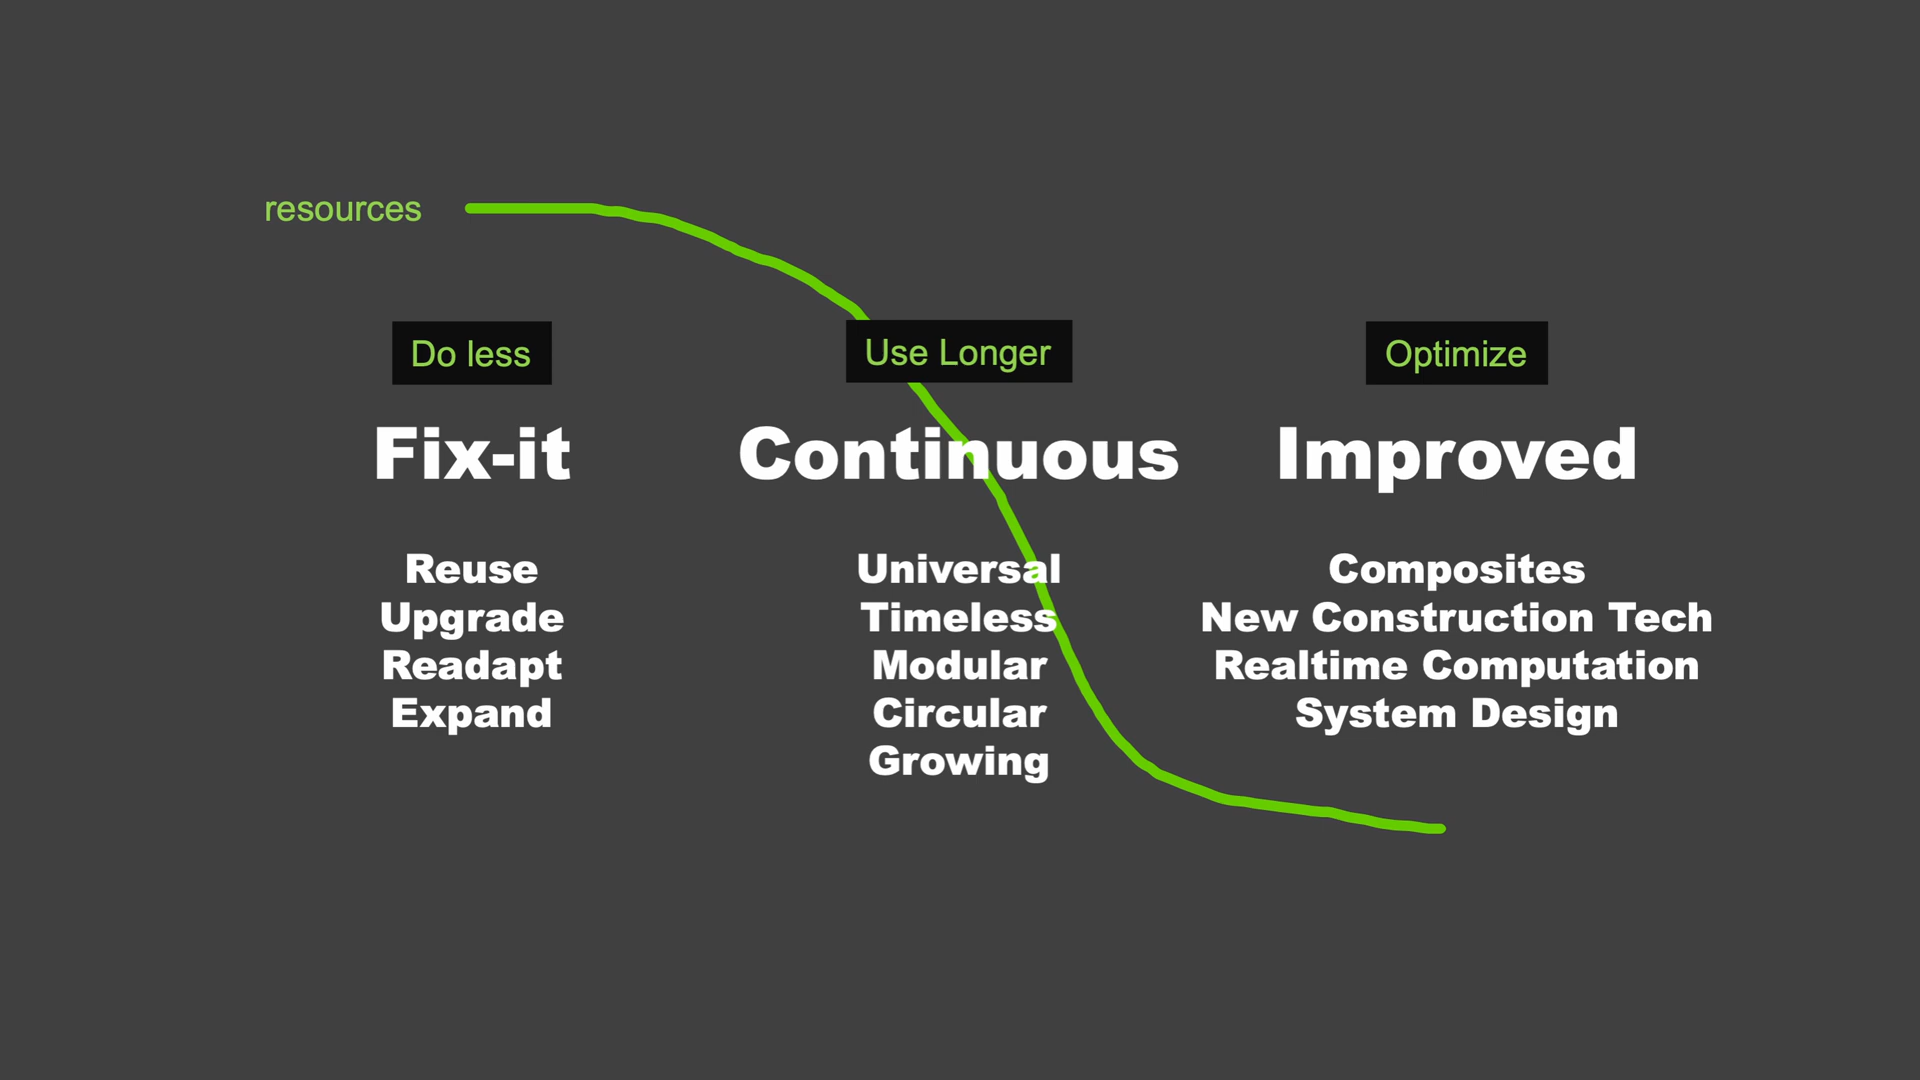 resources
Do less
Fix-it
Reuse
Upgrade
Readapt
Expand
Use Longer
Continuous
Universal
Timeless
Modular
Circular
Growing
Optimize
Improved
Composites
New Construction Tech
Realtime Computation
System Design